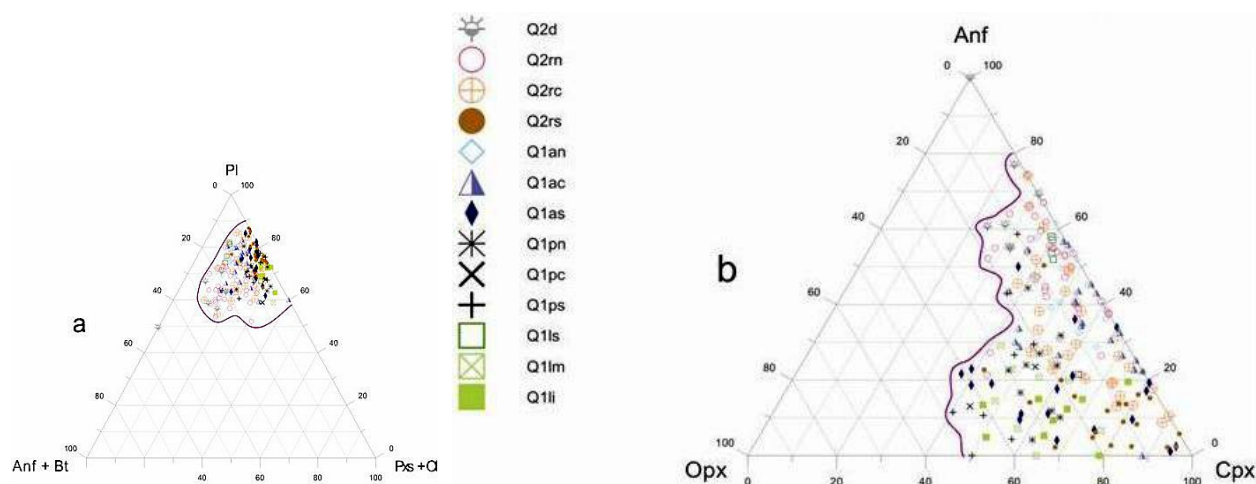 Pl
0 100
20 80
40 60
60 40
80 20
100 0
Anf + Bt
Pxs +Ol
40 60 80 100
a
Q2d
Q2rn
Q2rc
Q2rs
Q1an
Q1ac
Q1as
Q1pn
Q1pc
Q1ps
Q1ls
Q1lm
Q1li
Anf
0 100
20 80
40 60
60 40
80 20
100 0
Opx
Cpx
0 20 40 60 80 100
b